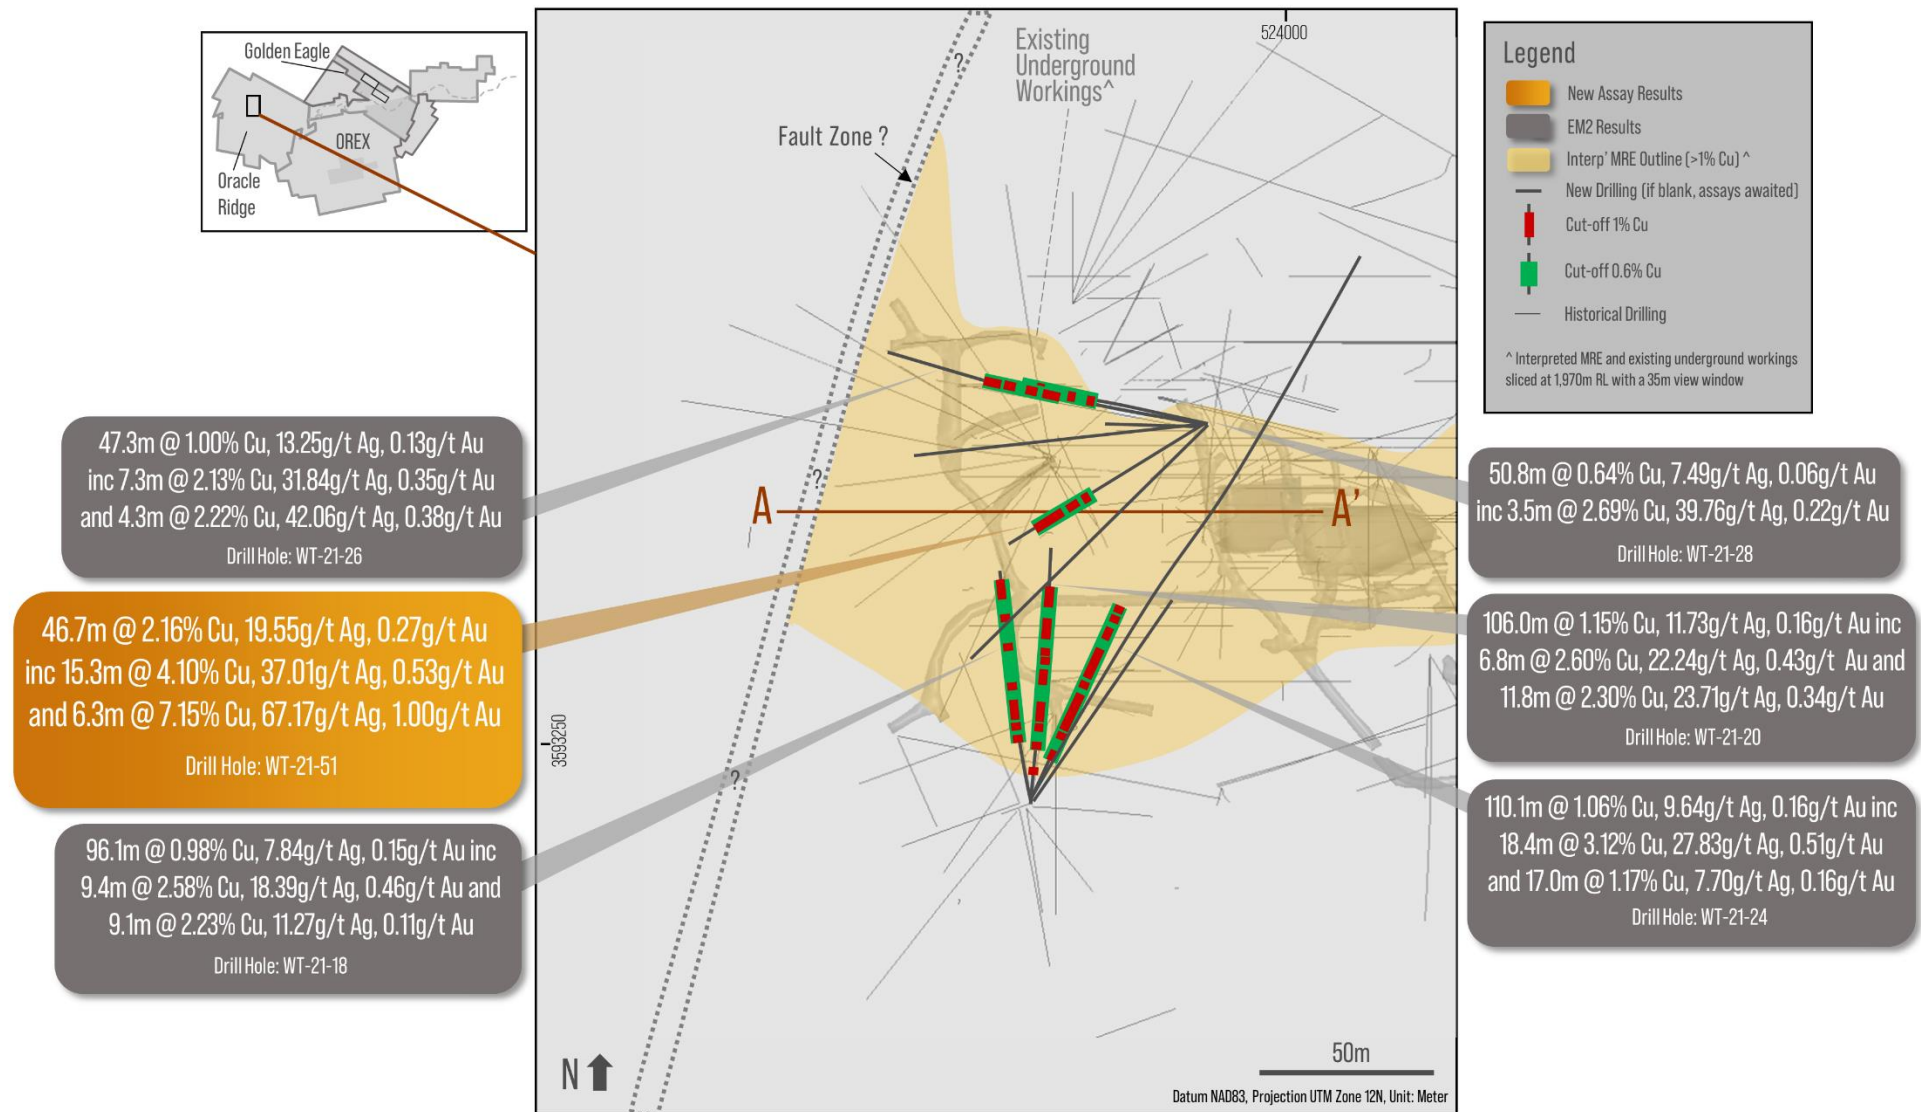 Golden Eagle
OREX
Oracle
Ridge
524000
Existing
Underground
Workings^
?
Fault Zone ?
Legend
New Assay Results
EM2 Results
Interp' MRE Outline (>1% Cu) ^
New Drilling (if blank, assays awaited)
Cut-off 1% Cu
Cut-off 0.6% Cu
Historical Drilling
^ Interpreted MRE and existing underground workings
sliced at 1,970m RL with a 35m view window
47.3m @ 1.00% Cu, 13.25g/t Ag, 0.13g/t Au
inc 7.3m @ 2.13% Cu, 31.84g/t Ag, 0.35g/t Au
and 4.3m @ 2.22% Cu, 42.06g/t Ag, 0.38g/t Au
Drill Hole: WT-21-26
46.7m @ 2.16% Cu, 19.55g/t Ag, 0.27g/t Au
inc 15.3m @ 4.10% Cu, 37.01g/t Ag, 0.53g/t Au
and 6.3m @ 7.15% Cu, 67.17g/t Ag, 1.00g/t Au
Drill Hole: WT-21-51
96.1m @ 0.98% Cu, 7.84g/t Ag, 0.15g/t Au inc
9.4m @ 2.58% Cu, 18.39g/t Ag, 0.46g/t Au and
9.1m @ 2.23% Cu, 11.27g/t Ag, 0.11g/t Au
Drill Hole: WT-21-18
?
A
A'
3593250
?
50.8m @ 0.64% Cu, 7.49g/t Ag, 0.06g/t Au
inc 3.5m @ 2.69% Cu, 39.76g/t Ag, 0.22g/t Au
Drill Hole: WT-21-28
106.0m @ 1.15% Cu, 11.73g/t Ag, 0.16g/t Au inc
6.8m @ 2.60% Cu, 22.24g/t Ag, 0.43g/t Au and
11.8m @ 2.30% Cu, 23.71g/t Ag, 0.34g/t Au
Drill Hole: WT-21-20
110.1m @ 1.06% Cu, 9.64g/t Ag, 0.16g/t Au inc
18.4m @ 3.12% Cu, 27.83g/t Ag, 0.51g/t Au
and 17.0m @ 1.17% Cu, 7.70g/t Ag, 0.16g/t Au
Drill Hole: WT-21-24
N
50m
Datum NAD83, Projection UTM Zone 12N, Unit: Meter